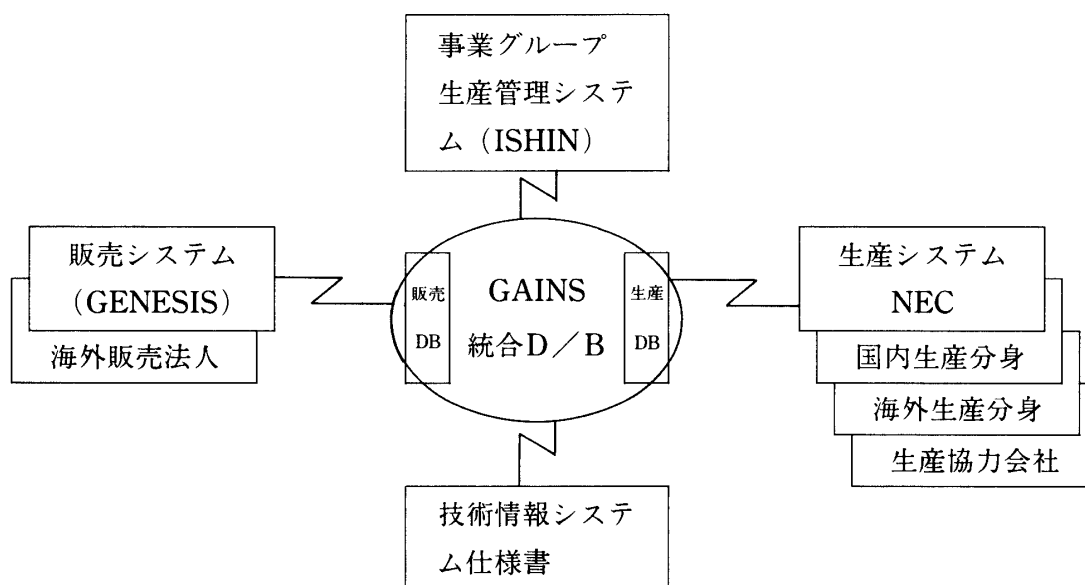 事業グループ
生産管理システ
ム（ISHIN）
販売システム
（GENESIS）
海外販売法人
販売
DB
GAINS
統合D／B
生産
DB
生産システム
NEC
国内生産分身
海外生産分身
生産協力会社
技術情報システ
ム仕様書